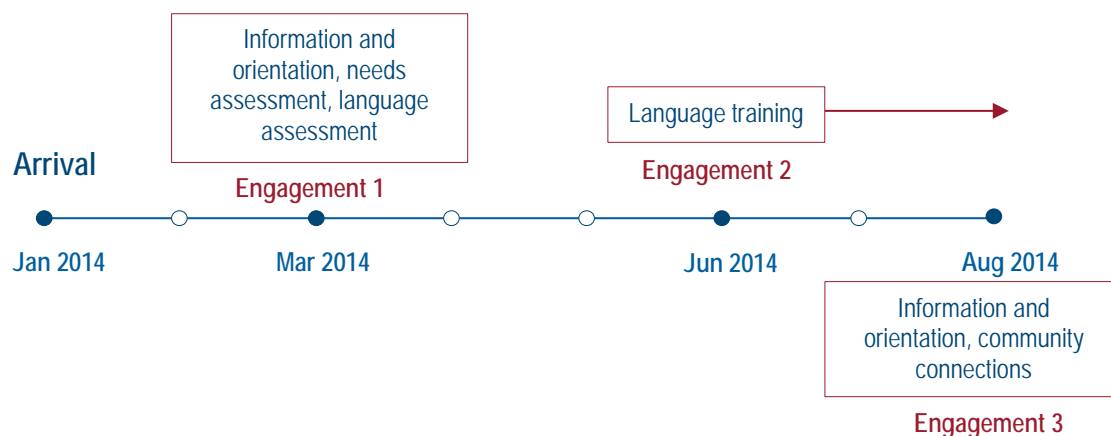 Information and
orientation, needs
assessment, language
assessment
Language training
Arrival
Engagement 1
Engagement 2
Jan 2014
Mar 2014
Jun 2014
Aug 2014
Information and
orientation, community
connections
Engagement 3